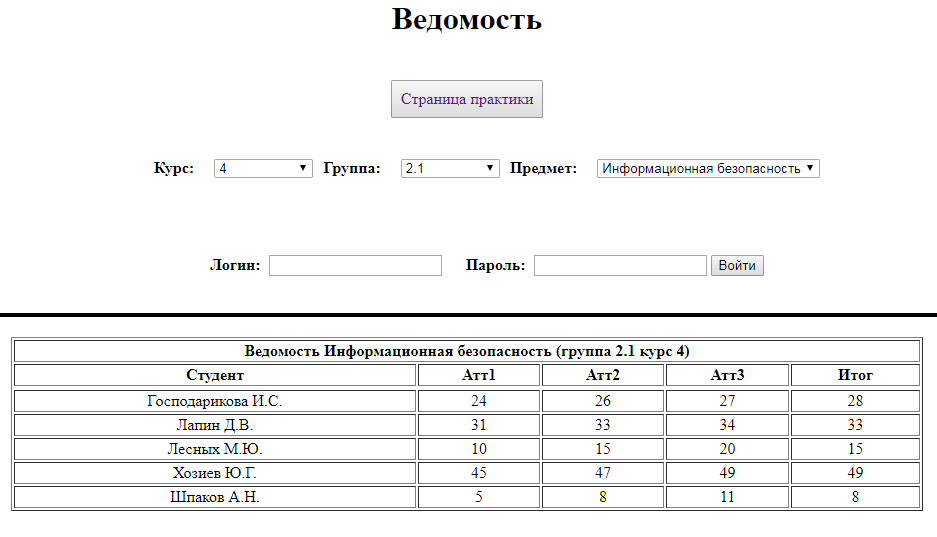 Ведомость
Страница практики
Курс: 4 Группа: 2.1 Предмет: Информационная безопасность
Логин: Пароль: Войти
Ведомость Информационная безопасность (группа 2.1 курс 4)
Студент Атт1 Атт2 Атт3 Итог
Господарикова И.С. 24 26 27 28
Лапин Д.В. 31 33 34 33
Лесных М.Ю. 10 15 20 15
Хозиев Ю.Г. 45 47 49 49
Шпаков А.Н. 5 8 11 8